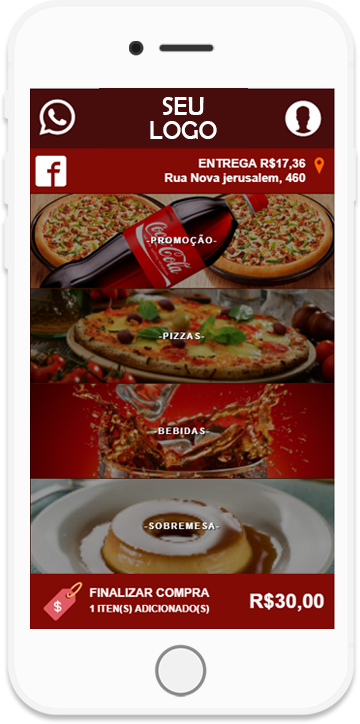 SEU
LOGO
ENTREGA R$17,36
Rua Nova jerusalem, 460
-PROMOÇÃO-
Coca-Cola
-PIZZAS-
-BEBIDAS-
-SOBREMESA-
FINALIZAR COMPRA
1 ITEN(S) ADICIONADO(S)
R$30,00
$